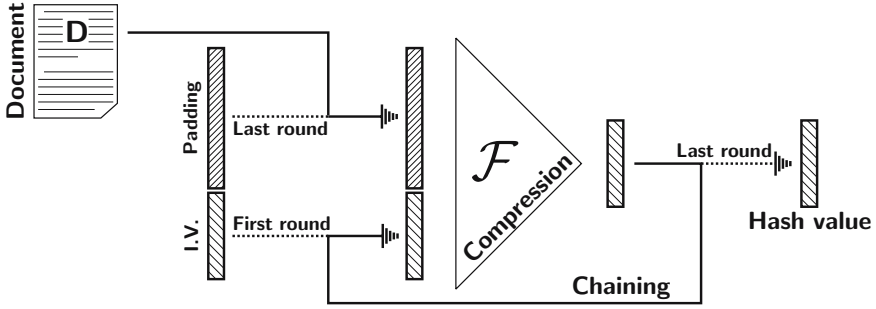 Document
D
Padding
Last round
I.V.
First round
F
Compression
Last round
Hash value
Chaining